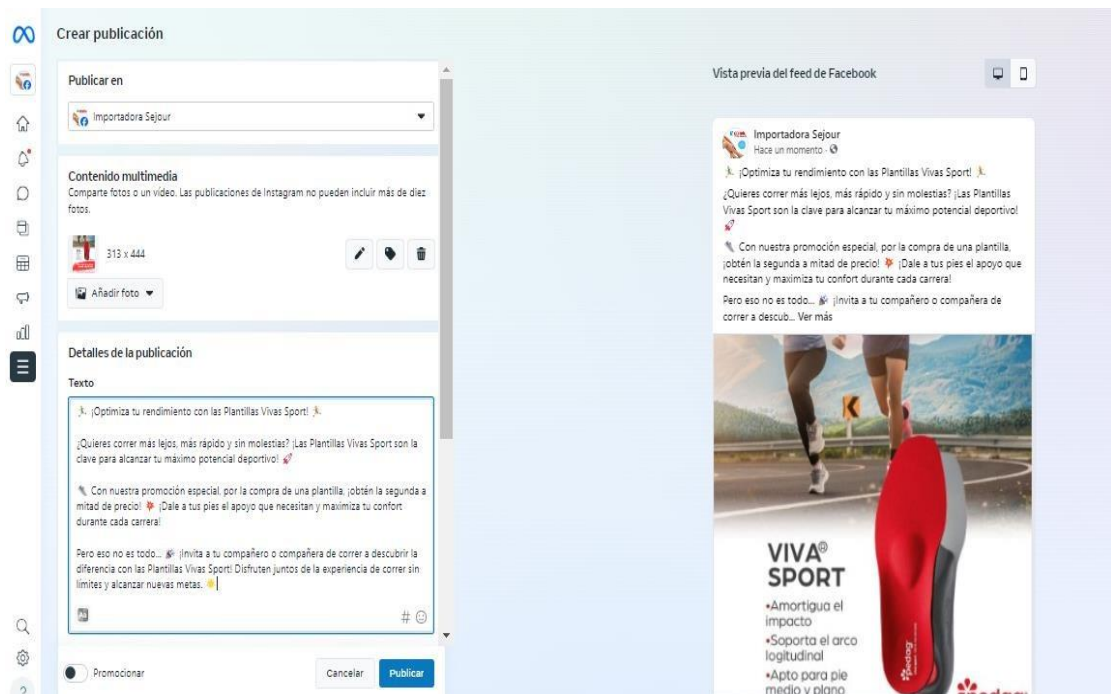 Crear publicación
Publicar en
Importadora Sejour
Contenido multimedia
Comparte fotos o un vídeo. Las publicaciones de Instagram no pueden incluir más de diez
fotos.
313 x 444
Añadir foto
Detalles de la publicación
Texto
🏃 ¡Optimiza tu rendimiento con las Plantillas Vivas Sport! 🏃
¿Quieres correr más lejos, más rápido y sin molestias? ¡Las Plantillas Vivas Sport son la
clave para alcanzar tu máximo potencial deportivo! 🚀
Con nuestra promoción especial, por la compra de una plantilla, ¡obtén la segunda a
mitad de precio! 💥 ¡Dale a tus pies el apoyo que necesitan y maximiza tu confort
durante cada carrera!
Pero eso no es todo... 🎉 ¡Invita a tu compañero o compañera de correr a descubrir la
diferencia con las Plantillas Vivas Sport! Disfruten juntos de la experiencia de correr sin
límites y alcanzar nuevas metas. 🌟
#
Promocionar
Cancelar
Publicar
Vista previa del feed de Facebook
Importadora Sejour
Hace un momento ·
🏃 ¡Optimiza tu rendimiento con las Plantillas Vivas Sport! 🏃
¿Quieres correr más lejos, más rápido y sin molestias? ¡Las Plantillas
Vivas Sport son la clave para alcanzar tu máximo potencial deportivo!
🚀
Con nuestra promoción especial, por la compra de una plantilla,
¡obtén la segunda a mitad de precio! 💥 ¡Dale a tus pies el apoyo que
necesitan y maximiza tu confort durante cada carrera!
Pero eso no es todo... 🎉 ¡Invita a tu compañero o compañera de
correr a descub... Ver más
VIVA®
SPORT
•Amortigua el
impacto
•Soporta el arco
logitudinal
•Apto para pie
medio y plano
pedag
pedag